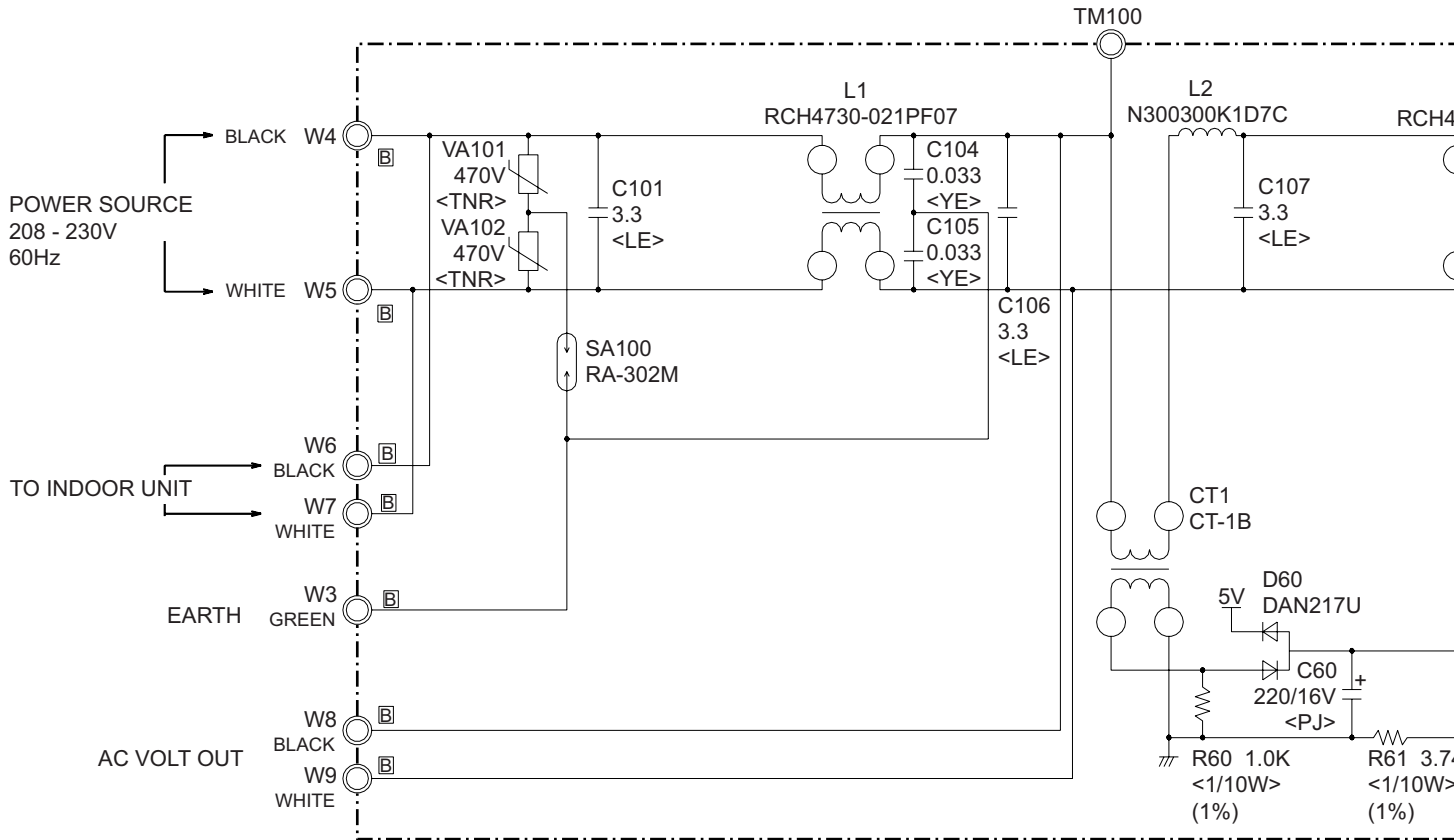 TM100
L1
RCH4730-021PF07
L2
N300300K1D7C
RCH4
BLACK W4
B
VA101
470V
<TNR>
VA102
470V
<TNR>
C101
3.3
<LE>
C104
0.033
<YE>
C105
0.033
<YE>
C106
3.3
<LE>
C107
3.3
<LE>
POWER SOURCE
208 - 230V
60Hz
WHITE W5
B
SA100
RA-302M
TO INDOOR UNIT
W6
BLACK
B
W7
WHITE
B
CT1
CT-1B
EARTH
W3
GREEN
B
5V
D60
DAN217U
C60
220/16V
<PJ>
+
AC VOLT OUT
W8
BLACK
B
W9
WHITE
B
R60 1.0K
<1/10W>
(1%)
R61 3.74
<1/10W>
(1%)